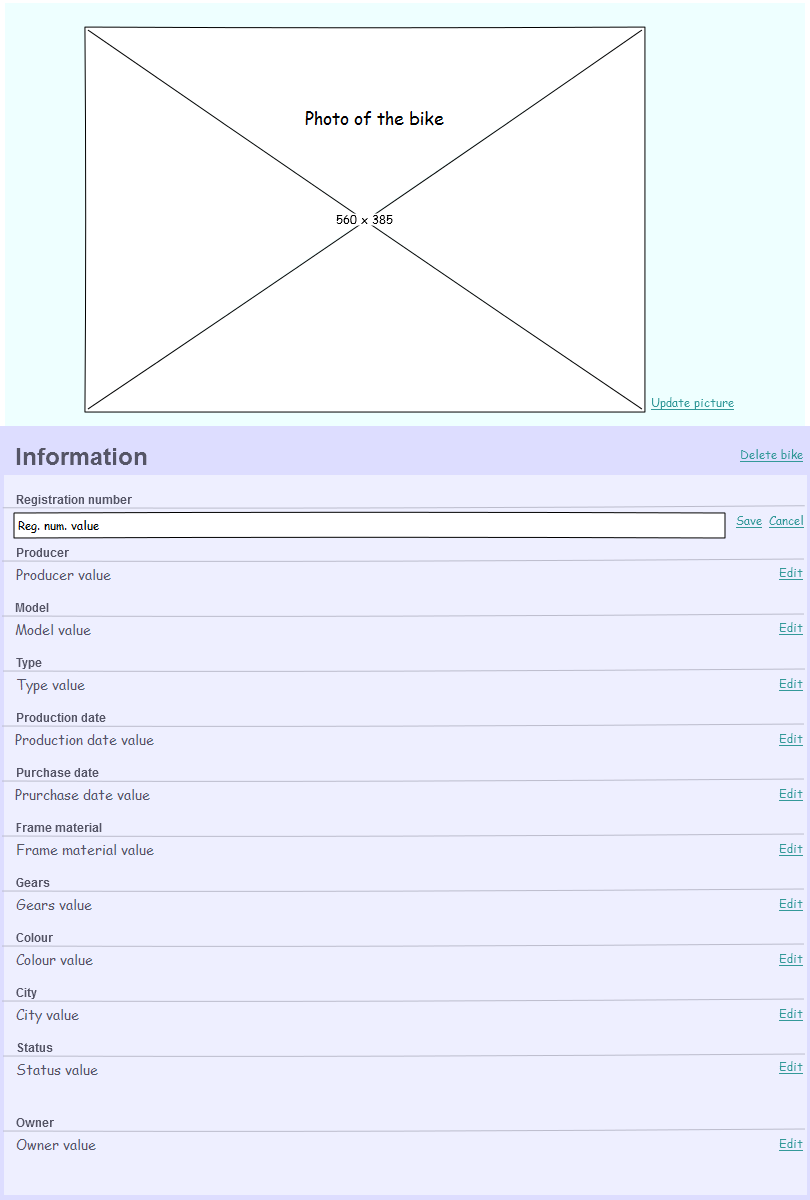 Photo of the bike
560 x 385
Update picture
Information
Delete bike
Registration number
Reg. num. value
Save Cancel
Producer
Producer value
Edit
Model
Model value
Edit
Type
Type value
Edit
Production date
Production date value
Edit
Purchase date
Prurchase date value
Edit
Frame material
Frame material value
Edit
Gears
Gears value
Edit
Colour
Colour value
Edit
City
City value
Edit
Status
Status value
Edit
Owner
Owner value
Edit